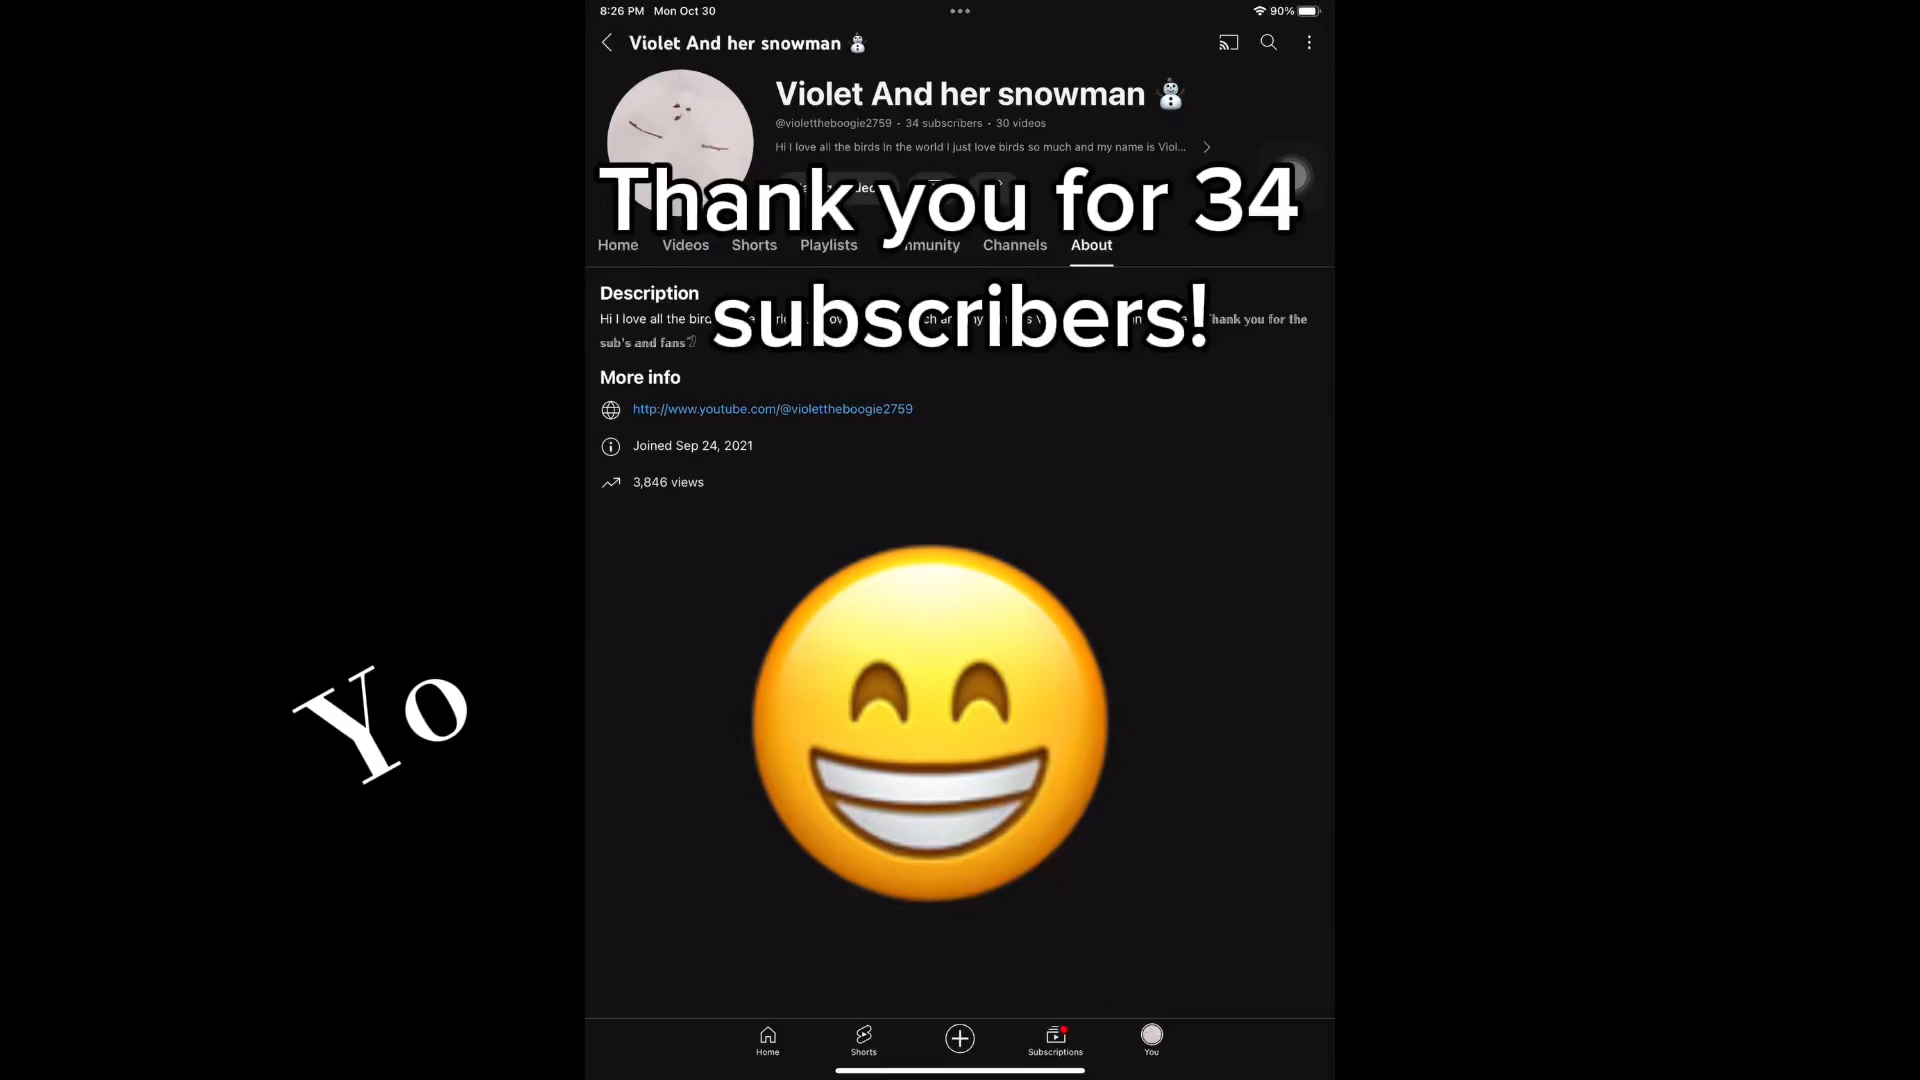 8:26 PM Mon Oct 30
90%
Violet And her snowman
Violet And her snowman
@violettheboogie2759 • 34 subscribers • 30 videos
Hi I love all the birds In the world I just love birds so much and my name is Viol...
Thank you for 34
subscribers!
Home Videos Shorts Playlists Channels About
Description
Hi I love all the Thank you for the
sub's and fans
More info
http://www.youtube.com/@violettheboogie2759
Joined Sep 24, 2021
3,846 views
Yo
Home Shorts Subscriptions You